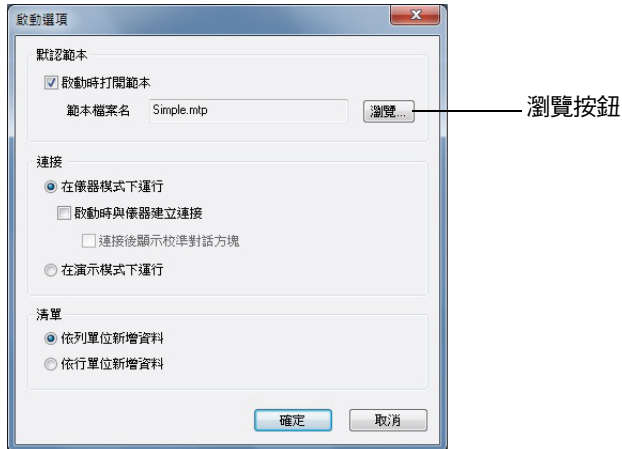 啟動選項
默認範本
啟動時打開範本
範本檔案名 Simple.mtp 瀏覽... 瀏覽按鈕
連接
在儀器模式下運行
啟動時與儀器建立連接
連接後顯示校準對話方塊
在演示模式下運行
清單
依列單位新增資料
依行單位新增資料
確定 取消